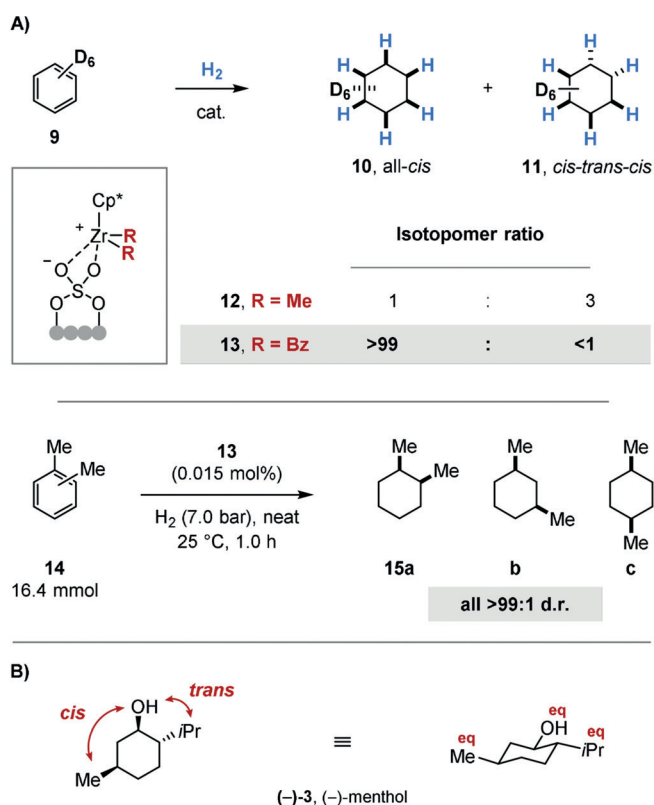 A)
D6
H2
cat.
9
H H
H H
H H
D6
10, all-cis
+
H
H H
H H
H
D6
11, cis-trans-cis
Cp*
+
Zr R
R
−
O O
S
O O
Isotopomer ratio
12, R = Me 1 : 3
13, R = Bz >99 : <1
Me
Me
14
16.4 mmol
13
(0.015 mol%)
H2 (7.0 bar), neat
25 °C, 1.0 h
Me
Me
15a
Me
Me
b
Me
Me
c
all >99:1 d.r.
B)
cis
OH
trans
iPr
Me
≡
eq
OH
eq
eq
Me
iPr
(−)-3, (−)-menthol